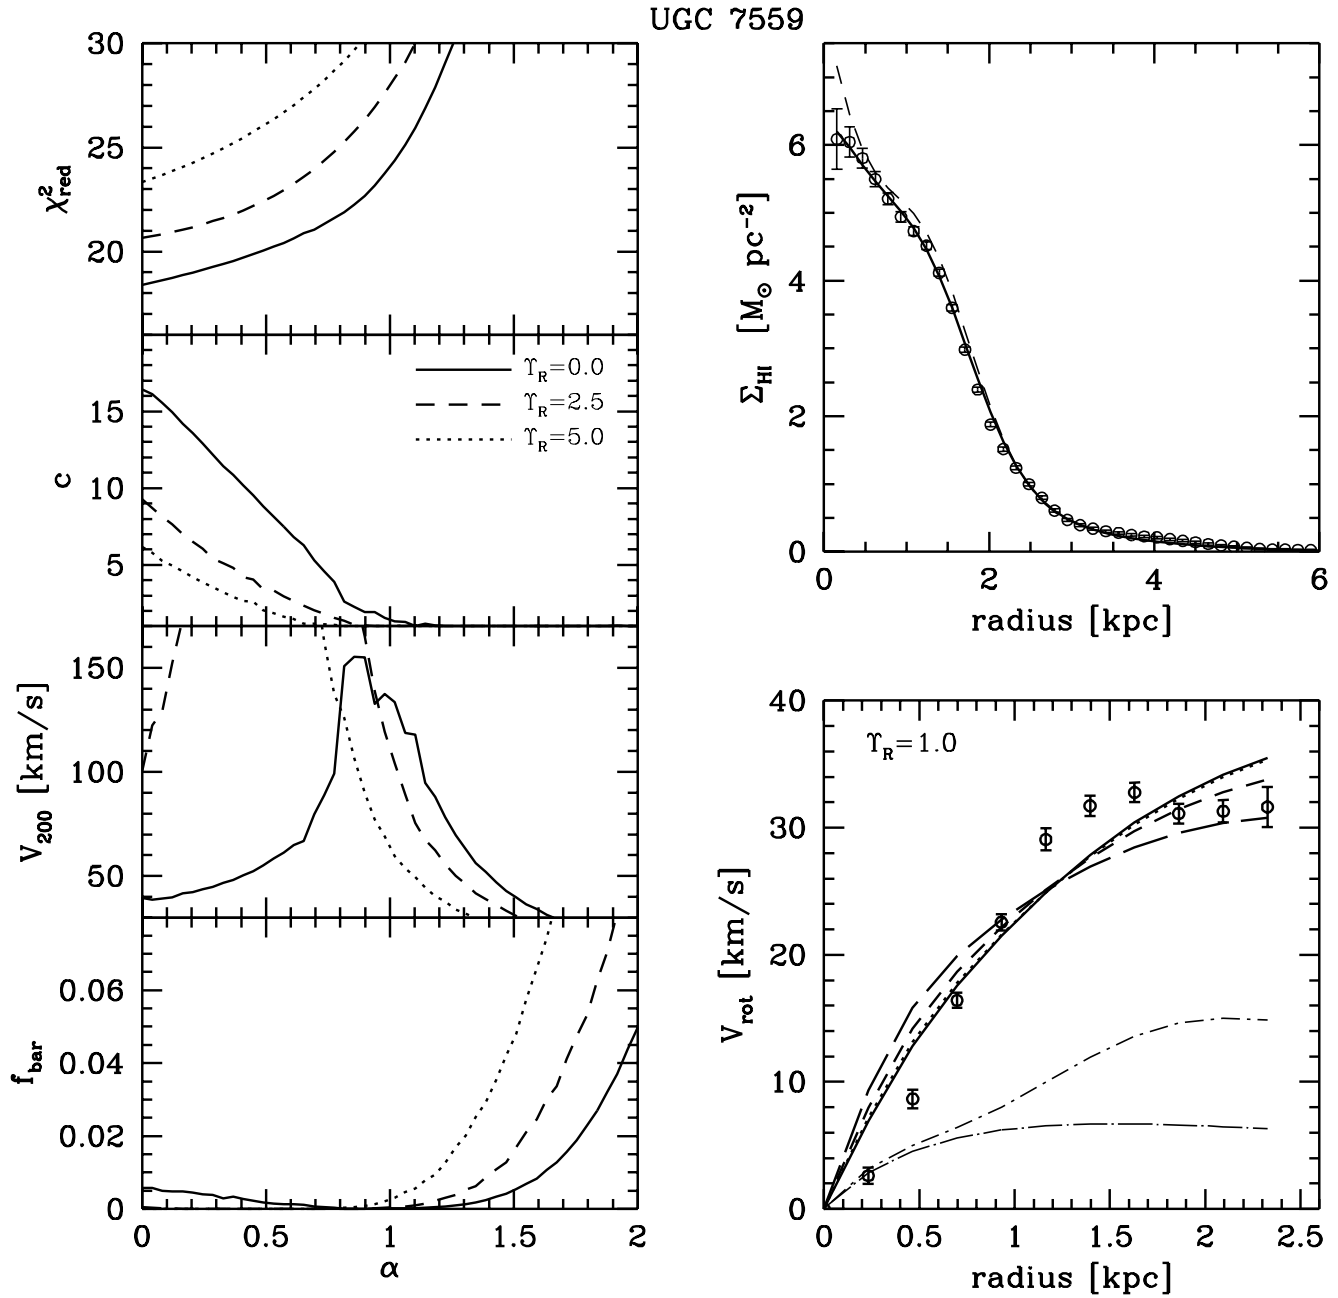 UGC 7559
30
25
20
χ²red
15
10
5
c
ϒR=0.0
ϒR=2.5
ϒR=5.0
150
100
50
V200 [km/s]
0.06
0.04
0.02
0
fbar
0 0.5 1 1.5 2
α
6
4
2
0
ΣHI [M⊙ pc−2]
0 2 4 6
radius [kpc]
40
30
20
10
0
Vrot [km/s]
ϒR=1.0
0 0.5 1 1.5 2 2.5
radius [kpc]